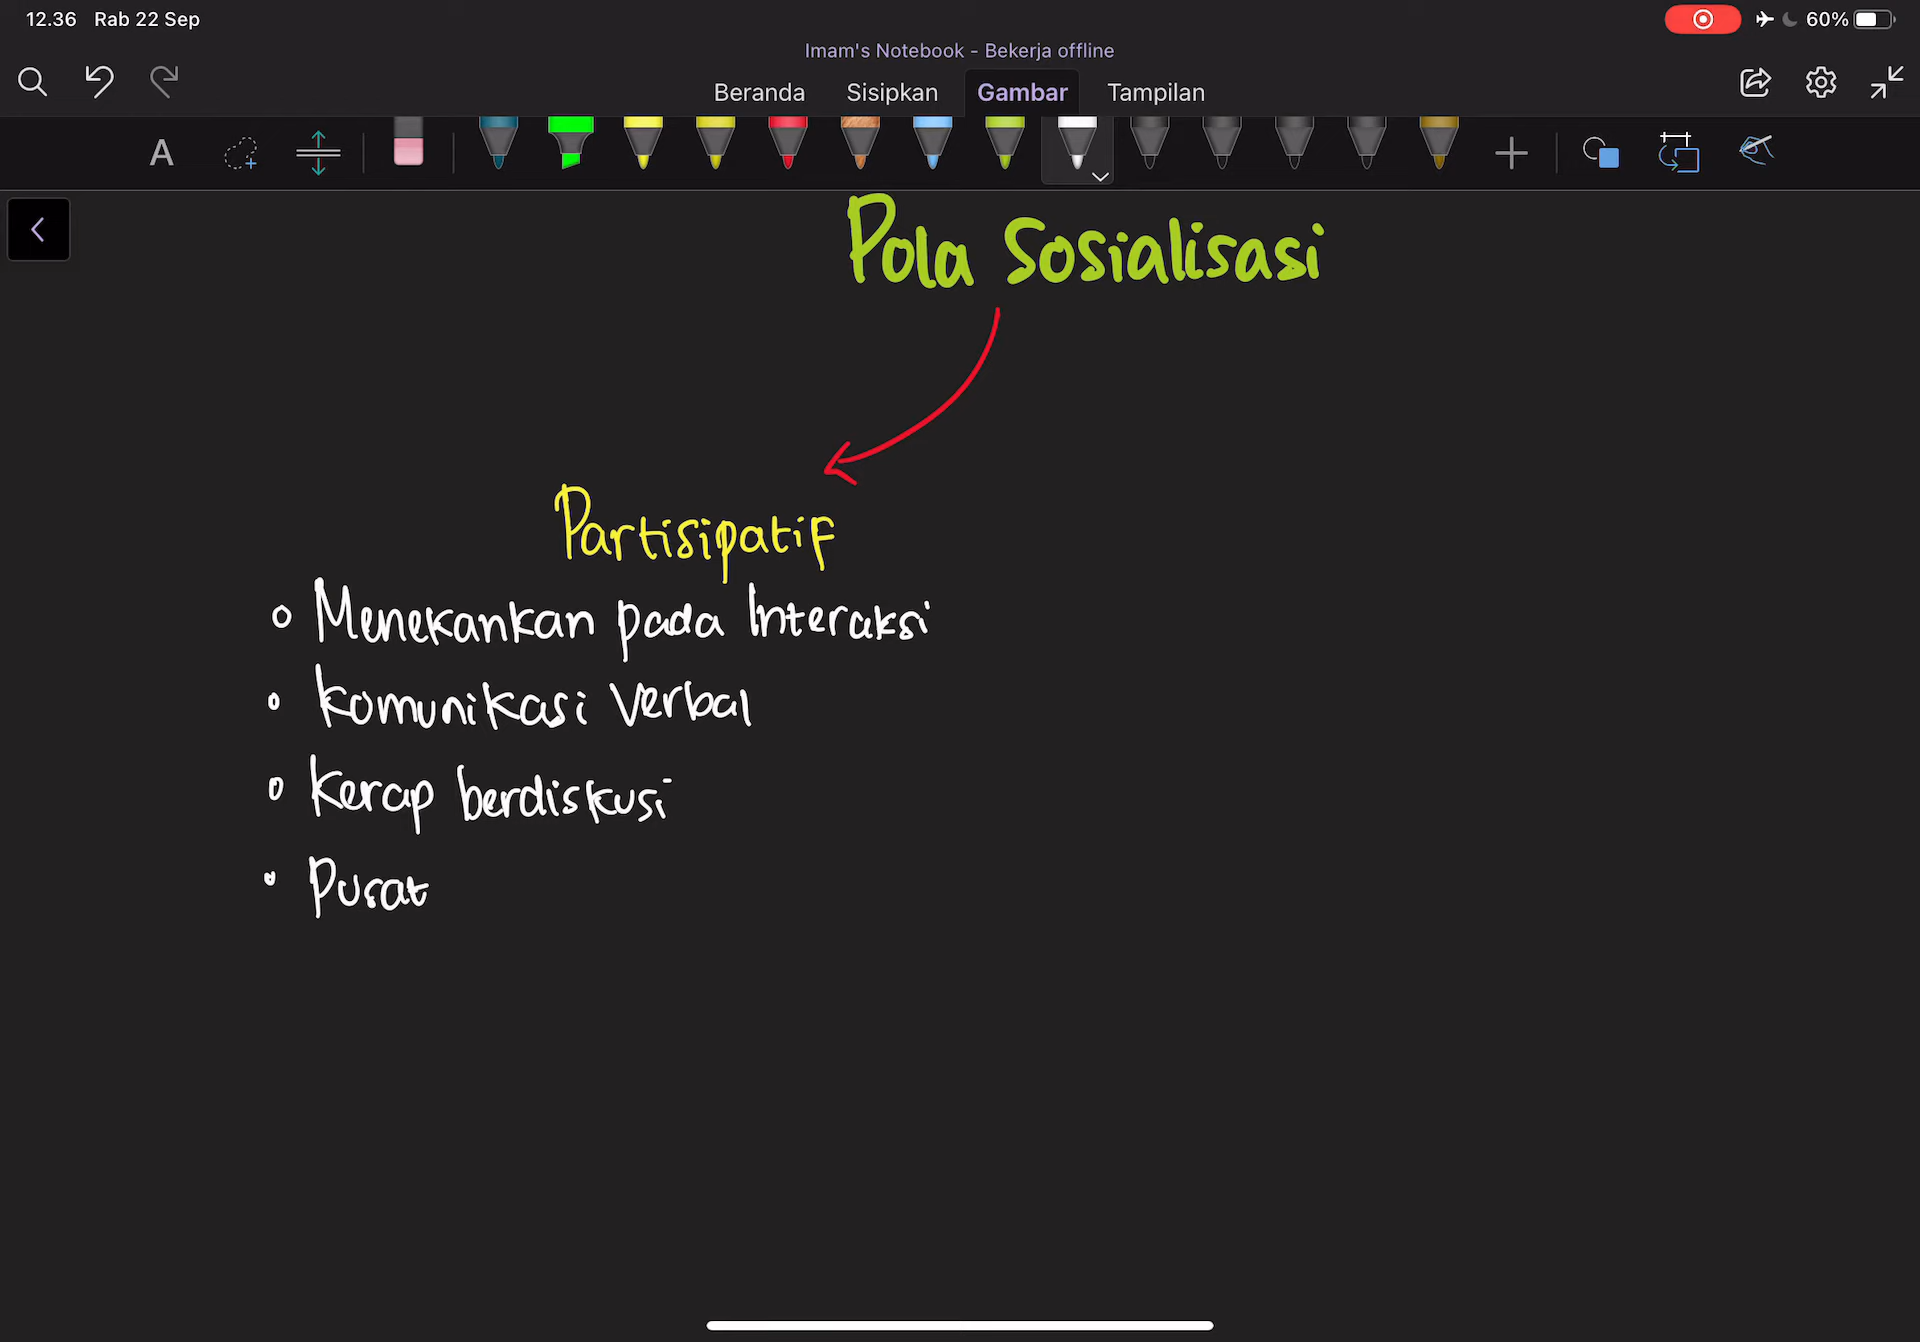 12.36 Rab 22 Sep
60%
Imam's Notebook - Bekerja offline
Beranda Sisipkan Gambar Tampilan
A
Pola Sosialisasi
Partisipatif
Menekankan pada Interaksi
Komunikasi Verbal
Kerap berdiskusi
Pusat